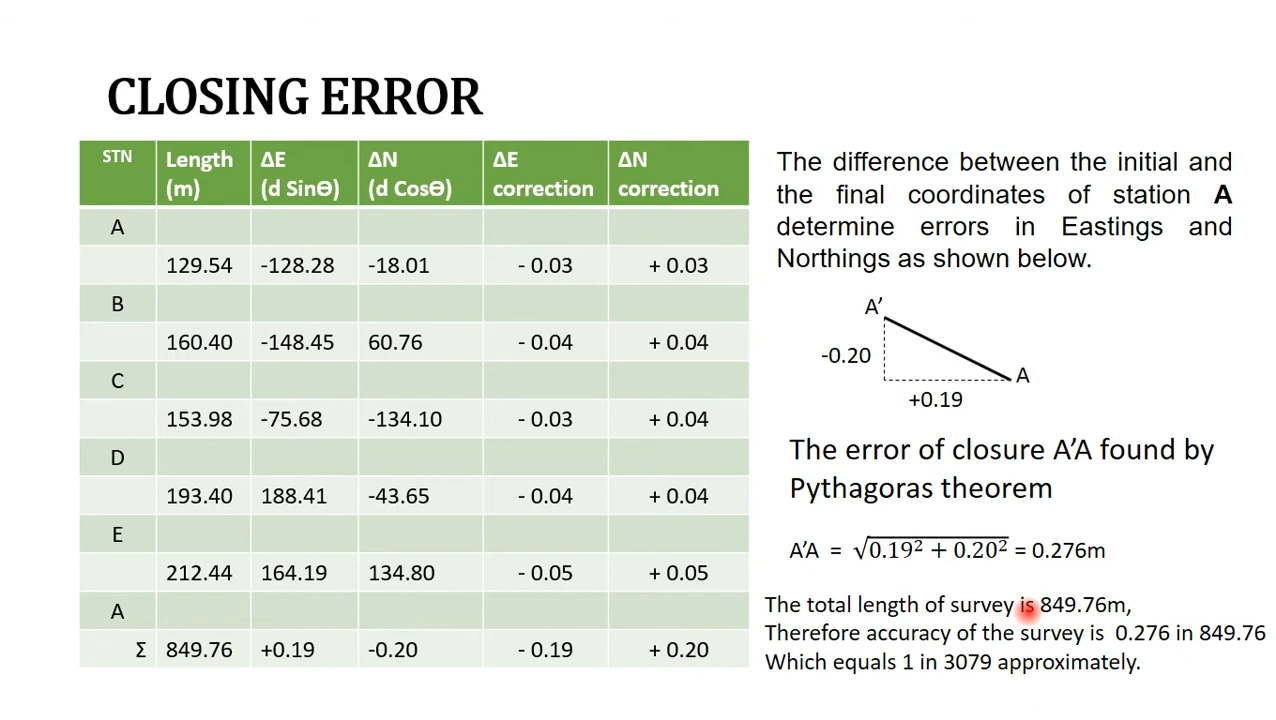 CLOSING ERROR
STN Length (m) ΔE (d SinƟ) ΔN (d CosƟ) ΔE correction ΔN correction
A
129.54 -128.28 -18.01 - 0.03 + 0.03
B
160.40 -148.45 60.76 - 0.04 + 0.04
C
153.98 -75.68 -134.10 - 0.03 + 0.04
D
193.40 188.41 -43.65 - 0.04 + 0.04
E
212.44 164.19 134.80 - 0.05 + 0.05
A
Σ 849.76 +0.19 -0.20 - 0.19 + 0.20
The difference between the initial and
the final coordinates of station A
determine errors in Eastings and
Northings as shown below.
A’
-0.20
A
+0.19
The error of closure A’A found by
Pythagoras theorem
A’A = √0.19² + 0.20² = 0.276m
The total length of survey is 849.76m,
Therefore accuracy of the survey is 0.276 in 849.76
Which equals 1 in 3079 approximately.